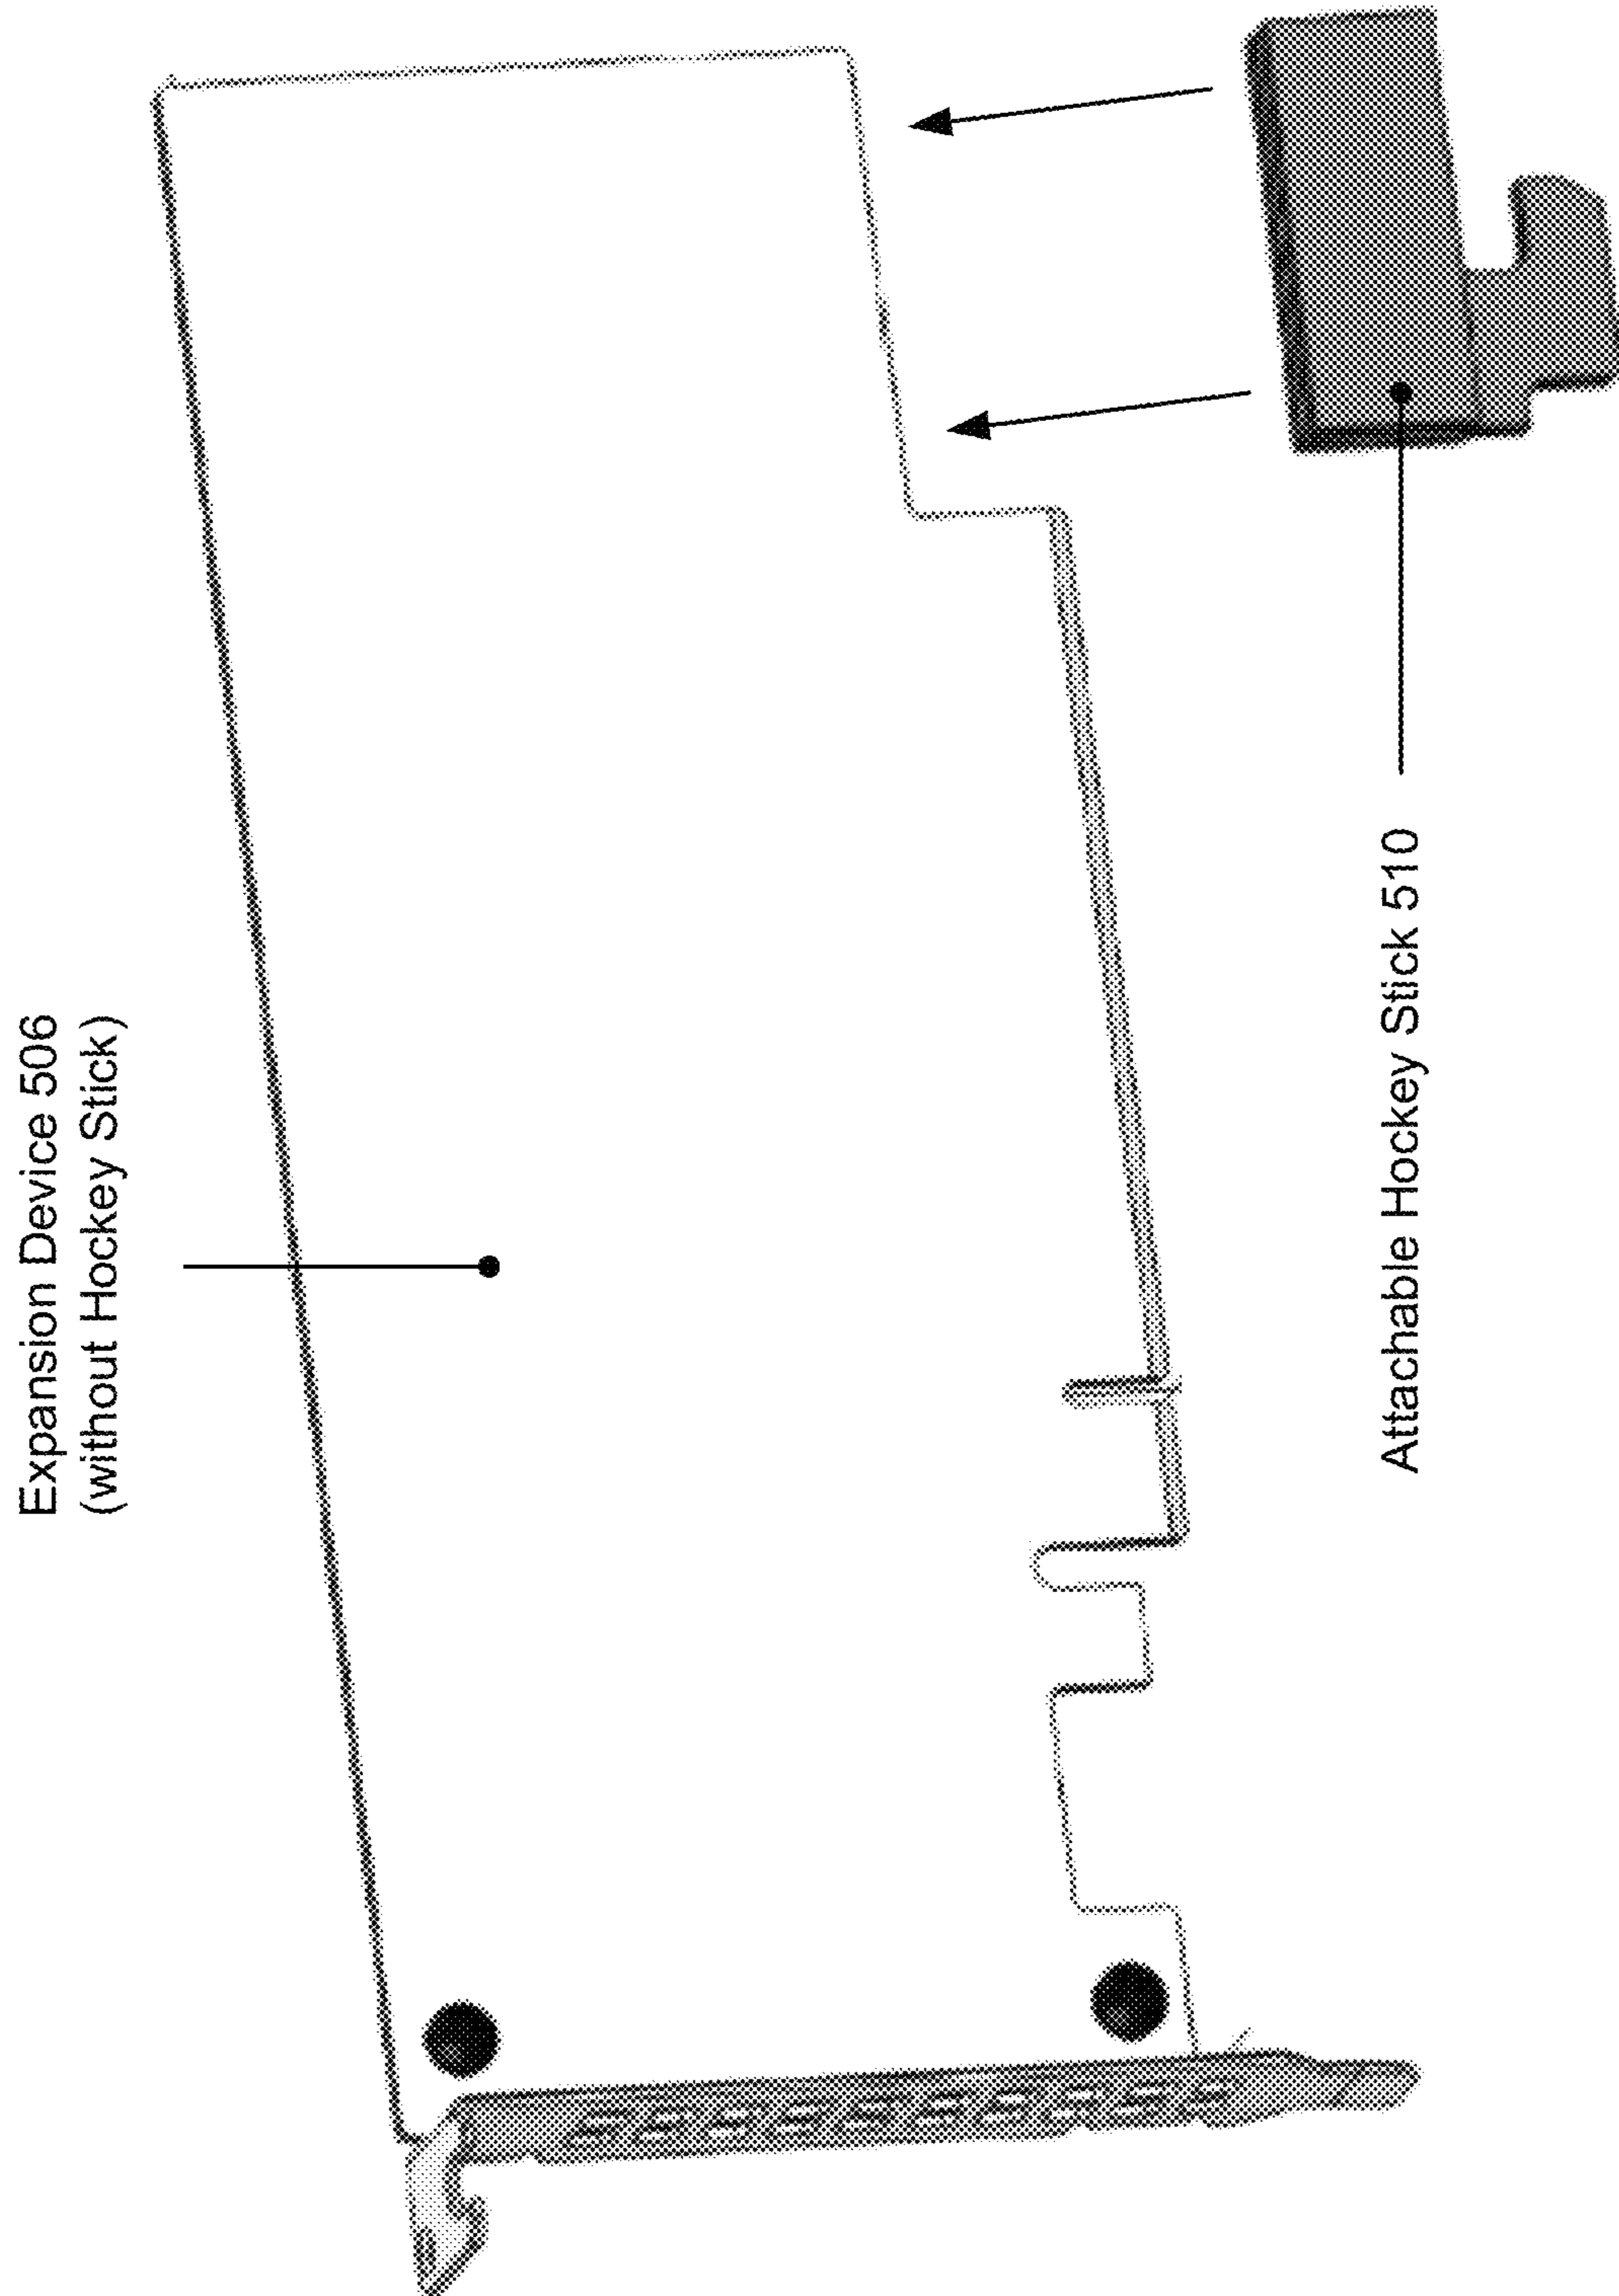 Expansion Device 506
(without Hockey Stick)
Attachable Hockey Stick 510